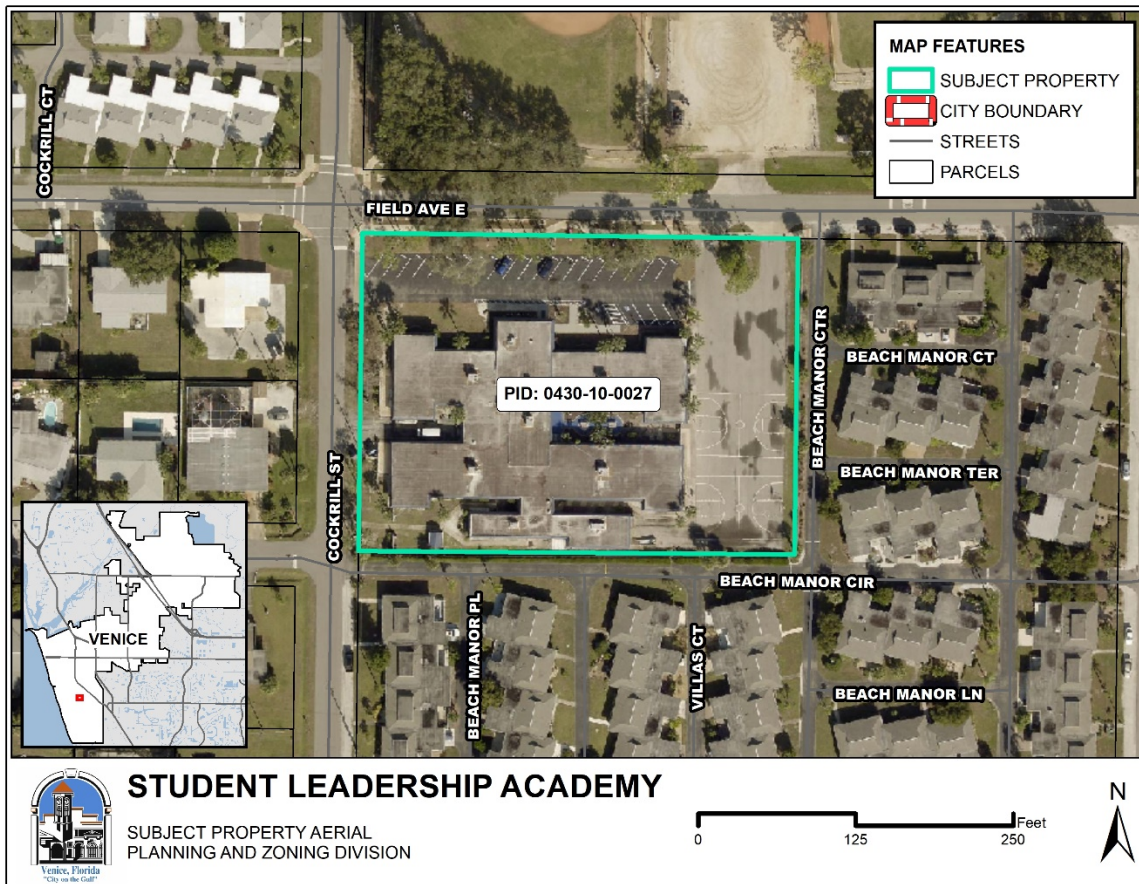 MAP FEATURES
SUBJECT PROPERTY
CITY BOUNDARY
STREETS
PARCELS
COCKRILL CT
FIELD AVE E
BEACH MANOR CTR
BEACH MANOR CT
PID: 0430-10-0027
BEACH MANOR TER
COCKRILL ST
BEACH MANOR CIR
BEACH MANOR PL
VILLAS CT
BEACH MANOR LN
VENICE
STUDENT LEADERSHIP ACADEMY
SUBJECT PROPERTY AERIAL
PLANNING AND ZONING DIVISION
Venice, Florida
"City on the Gulf"
Feet
0 125 250
N